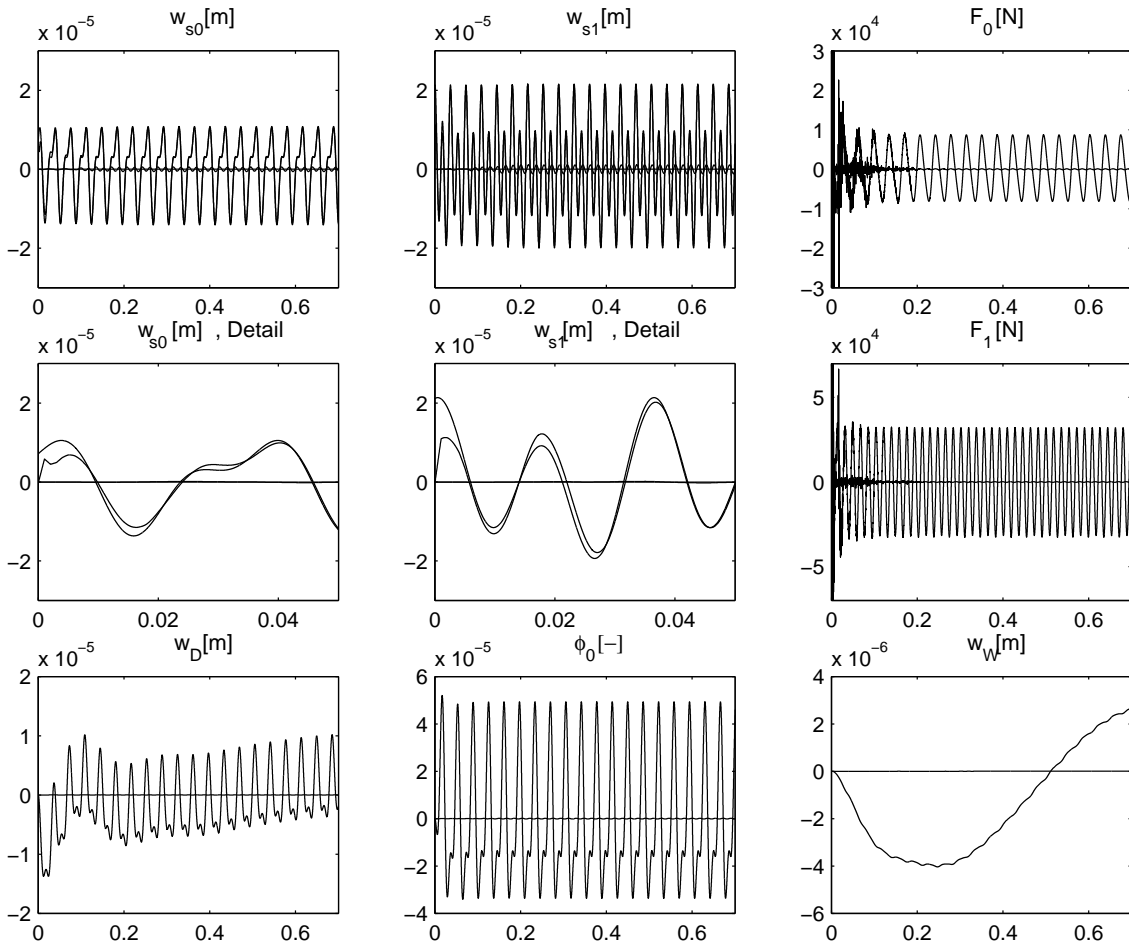 w_s0[m] w_s1[m] F_0[N]
x 10^−5 x 10^−5 x 10^4
2 2 3
2
1
0 0 0
−1
−2 −2 −2
−3
0 0.2 0.4 0.6 0 0.2 0.4 0.6 0 0.2 0.4 0.6
w_s0[m] , Detail w_s1[m] , Detail F_1[N]
x 10^−5 x 10^−5 x 10^4
2 2 5
0 0 0
−2 −2 −5
0 0.02 0.04 0 0.02 0.04 0 0.2 0.4 0.6
w_D[m] ϕ_0[−] w_W[m]
x 10^−5 x 10^−5 x 10^−6
2 6 4
1 4 2
0 2 0
−1 0 −2
−2 −2 −4
−4 −6
0 0.2 0.4 0.6 0 0.2 0.4 0.6 0 0.2 0.4 0.6